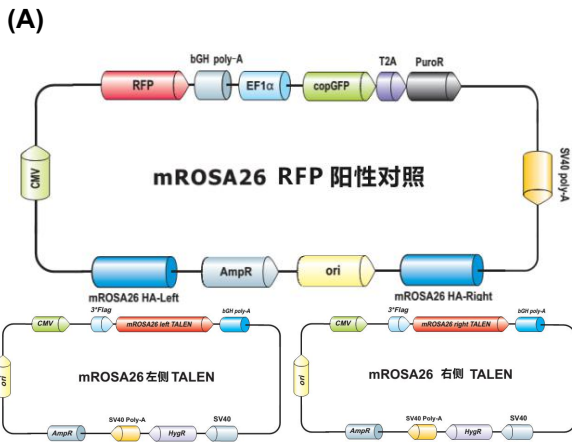 (A)
bGH poly-A
T2A
PuroR
RFP
EF1α
copGFP
CMV
SV40 poly-A
mROSA26 RFP 阳性对照
AmpR
ori
mROSA26 HA-Left
mROSA26 HA-Right
CMV
3*Flag
mROSA26 left TALEN
bGH poly-A
ori
mROSA26 左侧 TALEN
AmpR
SV40 Poly-A
HygR
SV40
CMV
3*Flag
mROSA26 right TALEN
bGH poly-A
ori
mROSA26 右侧 TALEN
AmpR
SV40 Poly-A
HygR
SV40